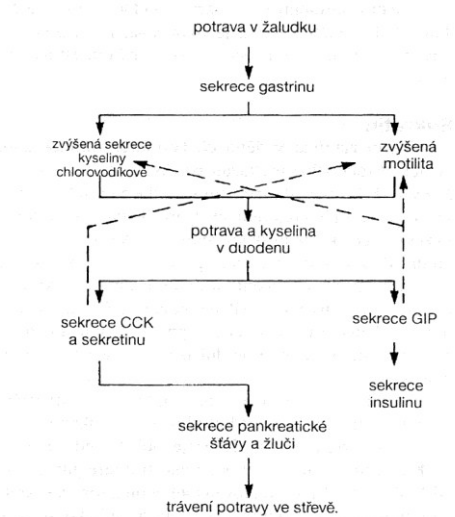 potrava v žaludku
sekrece gastrinu
zvýšená sekrece
kyseliny
chlorovodíkové
zvýšená
motilita
potrava a kyselina
v duodenu
sekrece CCK
a sekretinu
sekrece GIP
sekrece
insulinu
sekrece pankreatické
šťávy a žluči
trávení potravy ve střevě.